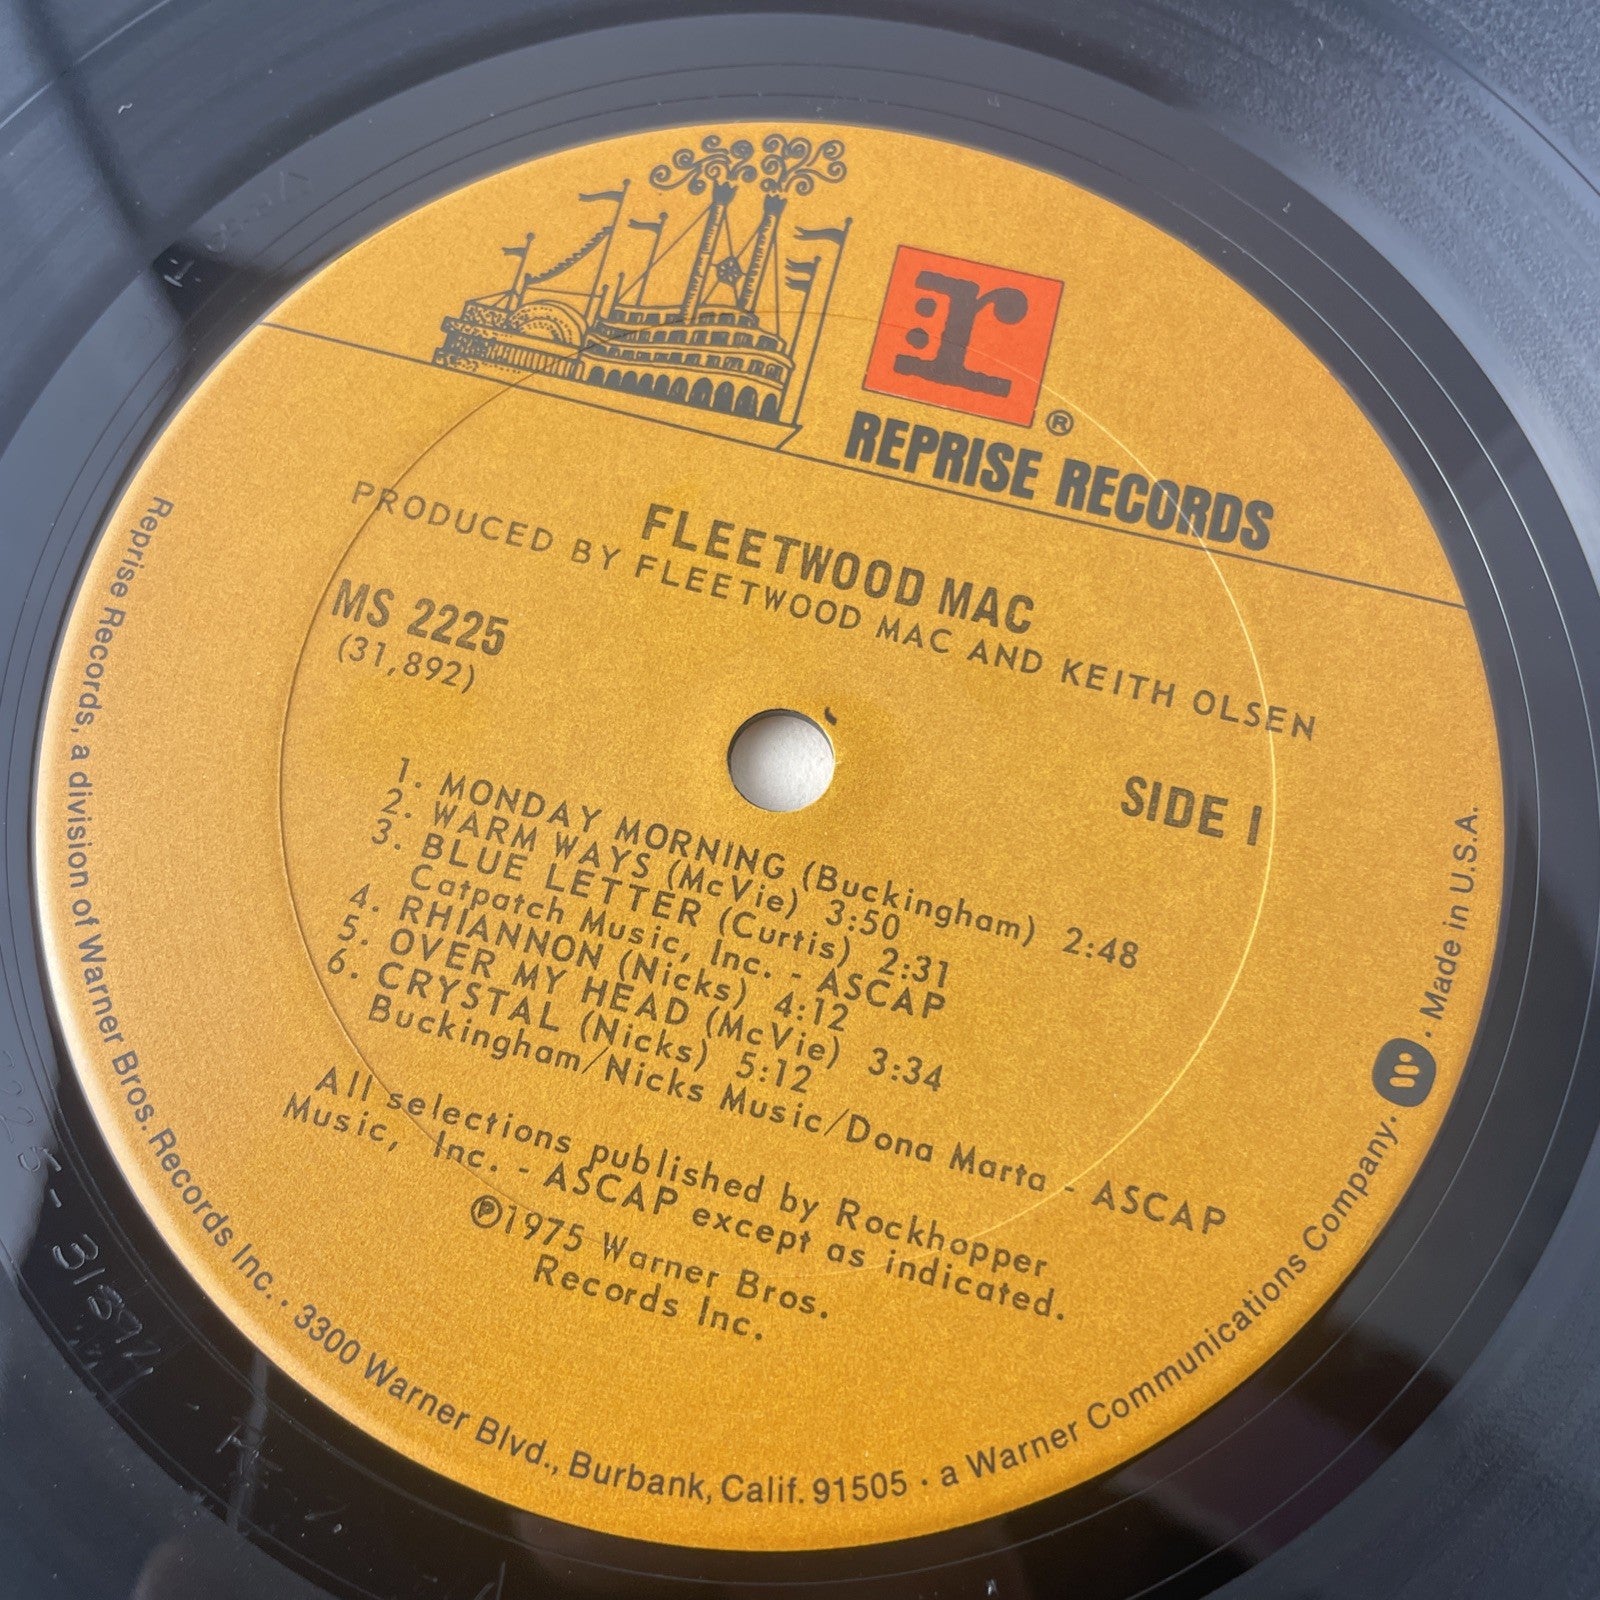 r
®
REPRISE RECORDS
FLEETWOOD MAC
PRODUCED BY FLEETWOOD MAC AND KEITH OLSEN
MS 2225
(31,892)
SIDE 1
1. MONDAY MORNING (Buckingham) 2:48
2. WARM WAYS (McVie) 3:50
3. BLUE LETTER (Curtis) 2:31
Catpatch Music, Inc. - ASCAP
4. RHIANNON (Nicks) 4:12
5. OVER MY HEAD (McVie) 3:34
6. CRYSTAL (Nicks) 5:12
Buckingham/Nicks Music/Dona Marta - ASCAP
All selections published by Rockhopper
Music, Inc. - ASCAP except as indicated.
℗1975 Warner Bros.
Records Inc.
Reprise Records, a division of Warner Bros. Records Inc. · 3300 Warner Blvd., Burbank, Calif. 91505 · a Warner Communications Company · W · Made in U.S.A.